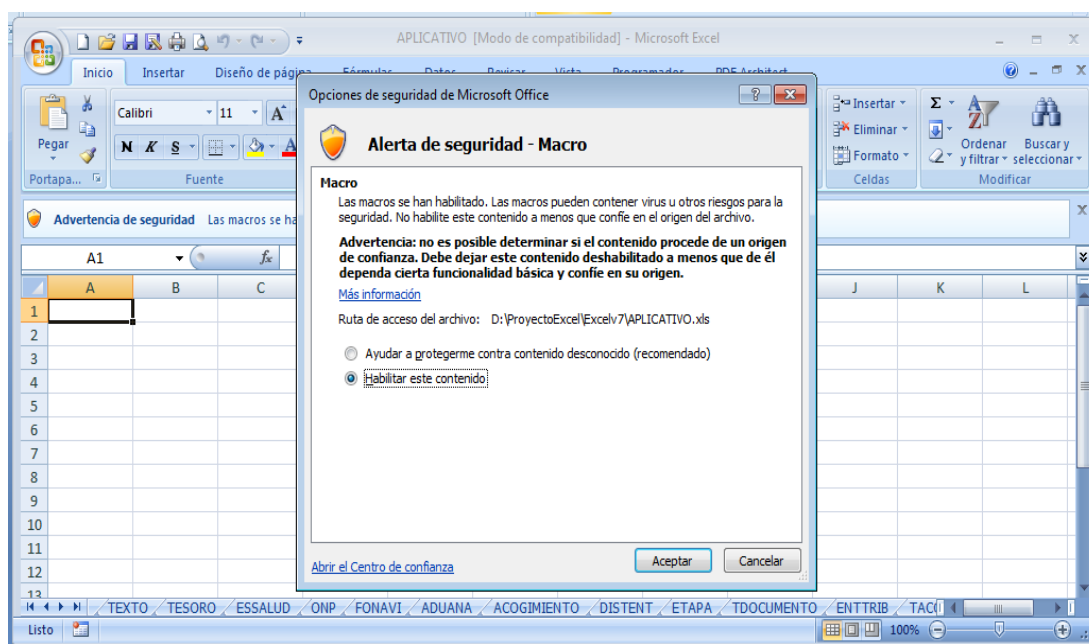 APLICATIVO [Modo de compatibilidad] - Microsoft Excel
Inicio Insertar Diseño de página Fórmulas Datos Revisar Vista Programador PDF Architect
Pegar
Portapa...
Calibri 11 A
N K S A
Fuente
Insertar
Eliminar
Formato
Celdas
Σ
Ordenar y filtrar
Buscar y seleccionar
Modificar
Advertencia de seguridad Las macros se ha
A1 fx
A B C J K L
1
2
3
4
5
6
7
8
9
10
11
12
13
Opciones de seguridad de Microsoft Office
Alerta de seguridad - Macro
Macro
Las macros se han habilitado. Las macros pueden contener virus u otros riesgos para la
seguridad. No habilite este contenido a menos que confíe en el origen del archivo.
Advertencia: no es posible determinar si el contenido procede de un origen
de confianza. Debe dejar este contenido deshabilitado a menos que de él
dependa cierta funcionalidad básica y confíe en su origen.
Más información
Ruta de acceso del archivo: D:\ProyectoExcel\Excelv7\APLICATIVO.xls
Ayudar a protegerme contra contenido desconocido (recomendado)
Habilitar este contenido
Abrir el Centro de confianza
Aceptar Cancelar
TEXTO TESORO ESSALUD ONP FONAVI ADUANA ACOGIMIENTO DISTENT ETAPA TDOCUMENTO ENTTRIB
Listo 100%